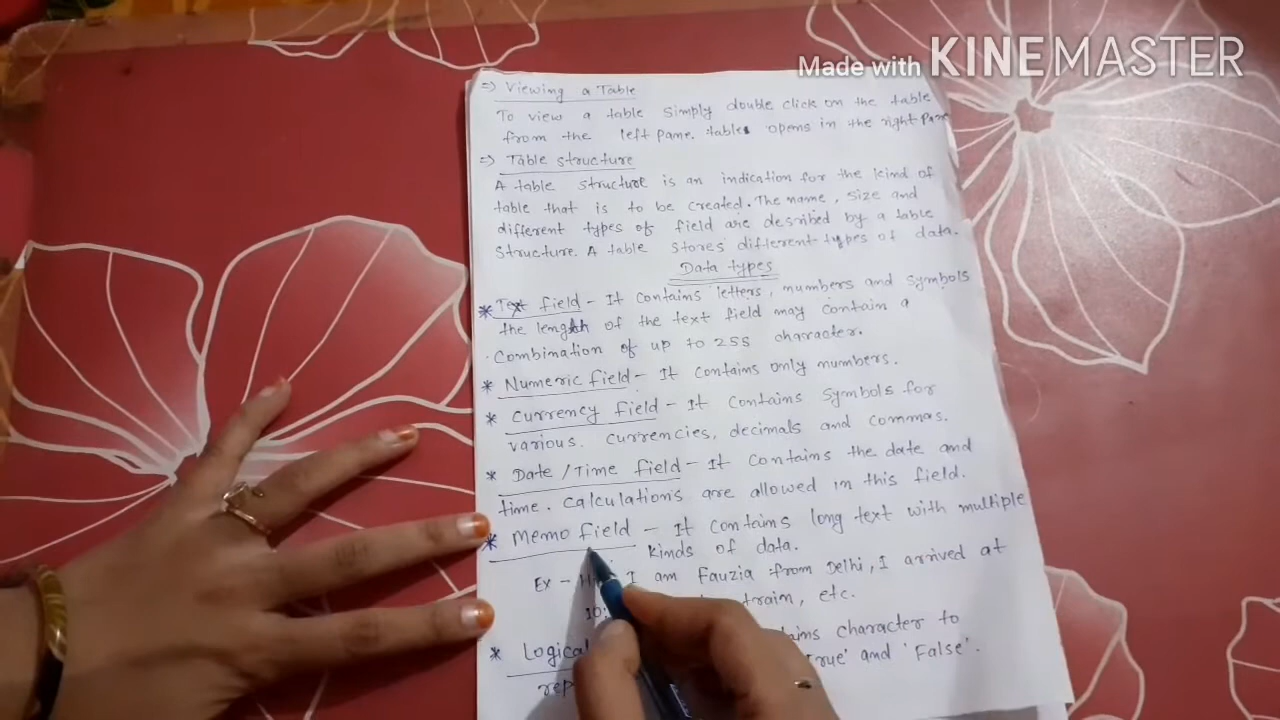 Made with KINEMASTER
=> Viewing a Table
To view a table simply double click on the table
from the left pane. table opens in the right pane
=> Table structure
A table structure is an indication for the kind of
table that is to be created. The name, size and
different types of field are desribed by a table
structure. A table stores different types of data.
Data types
* Text field - It contains letters, numbers and symbols
the length of the text field may contain a
combination of up to 255 character.
* Numeric field - It contains only numbers.
* Currency field - It contains symbols for
various. currencies, decimals and commas.
* Date/Time field - It contains the date and
time. Calculations are allowed in this field.
* Memo field - It contains long text with multiple
kinds of data.
Ex - I am Fauzia from Delhi, I arrived at
10: train, etc.
* Logical character to
and 'False'.